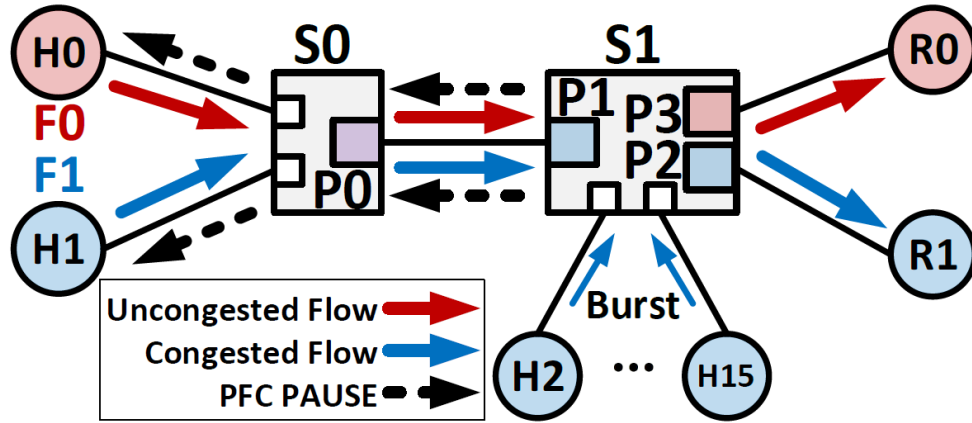 H0
S0
S1
R0
F0
F1
P0
P1
P3
P2
H1
R1
Burst
H2
...
H15
Uncongested Flow
Congested Flow
PFC PAUSE